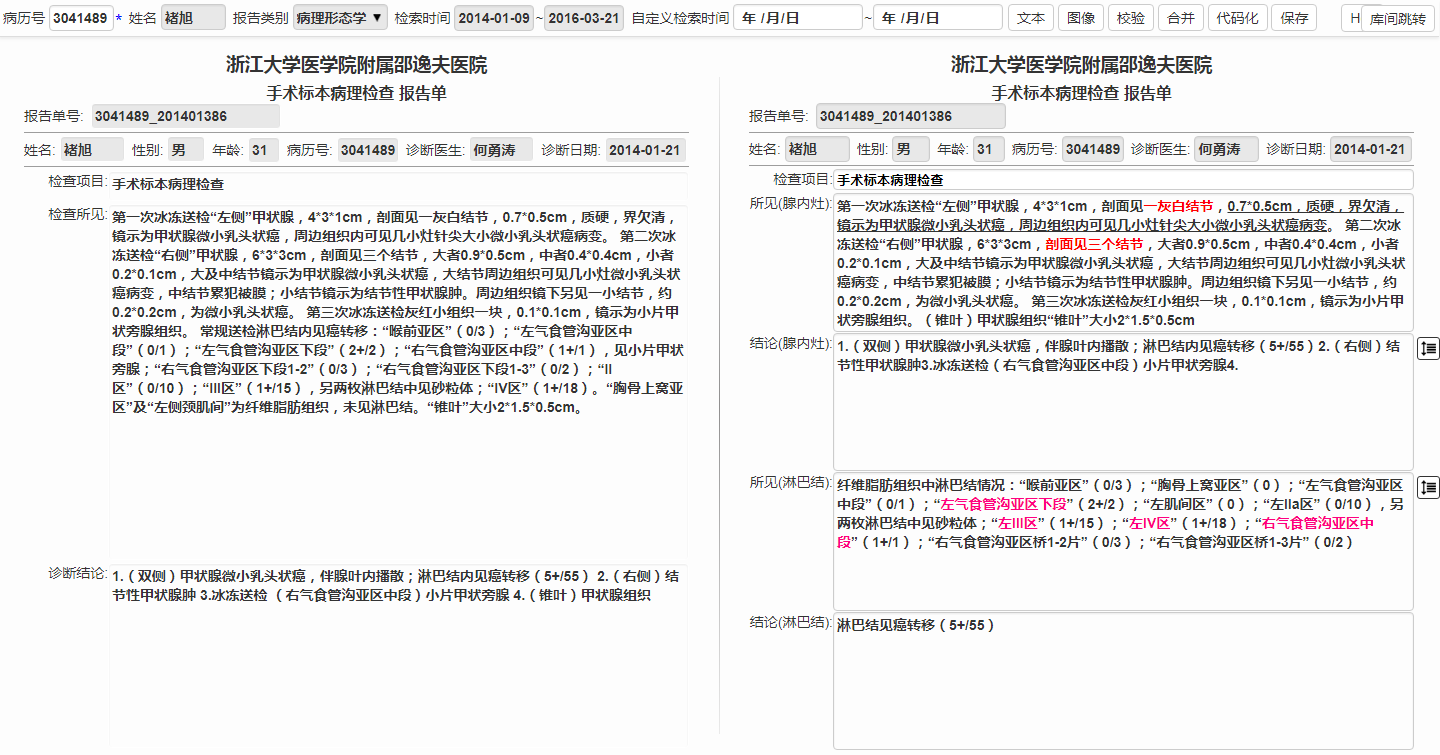 病历号 3041489 * 姓名 褚旭 报告类别 病理形态学 ▼ 检索时间 2014-01-09 ~ 2016-03-21 自定义检索时间 年 /月/日 ~ 年 /月/日 文本 图像 校验 合并 代码化 保存 H 库间跳转
浙江大学医学院附属邵逸夫医院
手术标本病理检查 报告单
报告单号: 3041489_201401386
姓名: 褚旭 性别: 男 年龄: 31 病历号: 3041489 诊断医生: 何勇涛 诊断日期: 2014-01-21
检查项目: 手术标本病理检查
检查所见: 第一次冰冻送检“左侧”甲状腺，4*3*1cm，剖面见一灰白结节，0.7*0.5cm，质硬，界欠清，
镜示为甲状腺微小乳头状癌，周边组织内可见几小灶针尖大小微小乳头状癌病变。 第二次冰
冻送检“右侧”甲状腺，6*3*3cm，剖面见三个结节，大者0.9*0.5cm，中者0.4*0.4cm，小者
0.2*0.1cm，大及中结节镜示为甲状腺微小乳头状癌，大结节周边组织可见几小灶微小乳头状
癌病变，中结节累犯被膜；小结节镜示为结节性甲状腺肿。周边组织镜下另见一小结节，约
0.2*0.2cm，为微小乳头状癌。 第三次冰冻送检灰红小组织一块，0.1*0.1cm，镜示为小片甲
状旁腺组织。 常规送检淋巴结内见癌转移：“喉前亚区”（0/3）；“左气食管沟亚区中
段”（0/1）；“左气食管沟亚区下段”（2+/2）；“右气食管沟亚区中段”（1+/1），见小片甲状
旁腺；“右气食管沟亚区下段1-2”（0/3）；“右气食管沟亚区下段1-3”（0/2）；“II
区”（0/10）；“III区”（1+/15），另两枚淋巴结中见砂粒体；“IV区”（1+/18）。“胸骨上窝亚
区”及“左侧颈肌间”为纤维脂肪组织，未见淋巴结。“锥叶”大小2*1.5*0.5cm。
诊断结论: 1.（双侧）甲状腺微小乳头状癌，伴腺叶内播散；淋巴结内见癌转移（5+/55） 2.（右侧）结
节性甲状腺肿 3.冰冻送检 （右气食管沟亚区中段）小片甲状旁腺 4.（锥叶）甲状腺组织
浙江大学医学院附属邵逸夫医院
手术标本病理检查 报告单
报告单号: 3041489_201401386
姓名: 褚旭 性别: 男 年龄: 31 病历号: 3041489 诊断医生: 何勇涛 诊断日期: 2014-01-21
检查项目: 手术标本病理检查
所见(腺内灶): 第一次冰冻送检“左侧”甲状腺，4*3*1cm，剖面见一灰白结节，0.7*0.5cm，质硬，界欠清，
镜示为甲状腺微小乳头状癌，周边组织内可见几小灶针尖大小微小乳头状癌病变。 第二次冰
冻送检“右侧”甲状腺，6*3*3cm，剖面见三个结节，大者0.9*0.5cm，中者0.4*0.4cm，小者
0.2*0.1cm，大及中结节镜示为甲状腺微小乳头状癌，大结节周边组织可见几小灶微小乳头状
癌病变，中结节累犯被膜；小结节镜示为结节性甲状腺肿。周边组织镜下另见一小结节，约
0.2*0.2cm，为微小乳头状癌。 第三次冰冻送检灰红小组织一块，0.1*0.1cm，镜示为小片甲
状旁腺组织。（锥叶）甲状腺组织“锥叶”大小2*1.5*0.5cm
结论(腺内灶): 1.（双侧）甲状腺微小乳头状癌，伴腺叶内播散；淋巴结内见癌转移（5+/55）2.（右侧）结
节性甲状腺肿3.冰冻送检（右气食管沟亚区中段）小片甲状旁腺4.
所见(淋巴结): 纤维脂肪组织中淋巴结情况：“喉前亚区”（0/3）；“胸骨上窝亚区”（0）；“左气食管沟亚区
中段”（0/1）；“左气食管沟亚区下段”（2+/2）；“左肌间区”（0）；“左IIa区”（0/10），另
两枚淋巴结中见砂粒体；“左III区”（1+/15）；“左IV区”（1+/18）；“右气食管沟亚区中
段”（1+/1）；“右气食管沟亚区桥1-2片”（0/3）；“右气食管沟亚区桥1-3片”（0/2）
结论(淋巴结): 淋巴结见癌转移（5+/55）